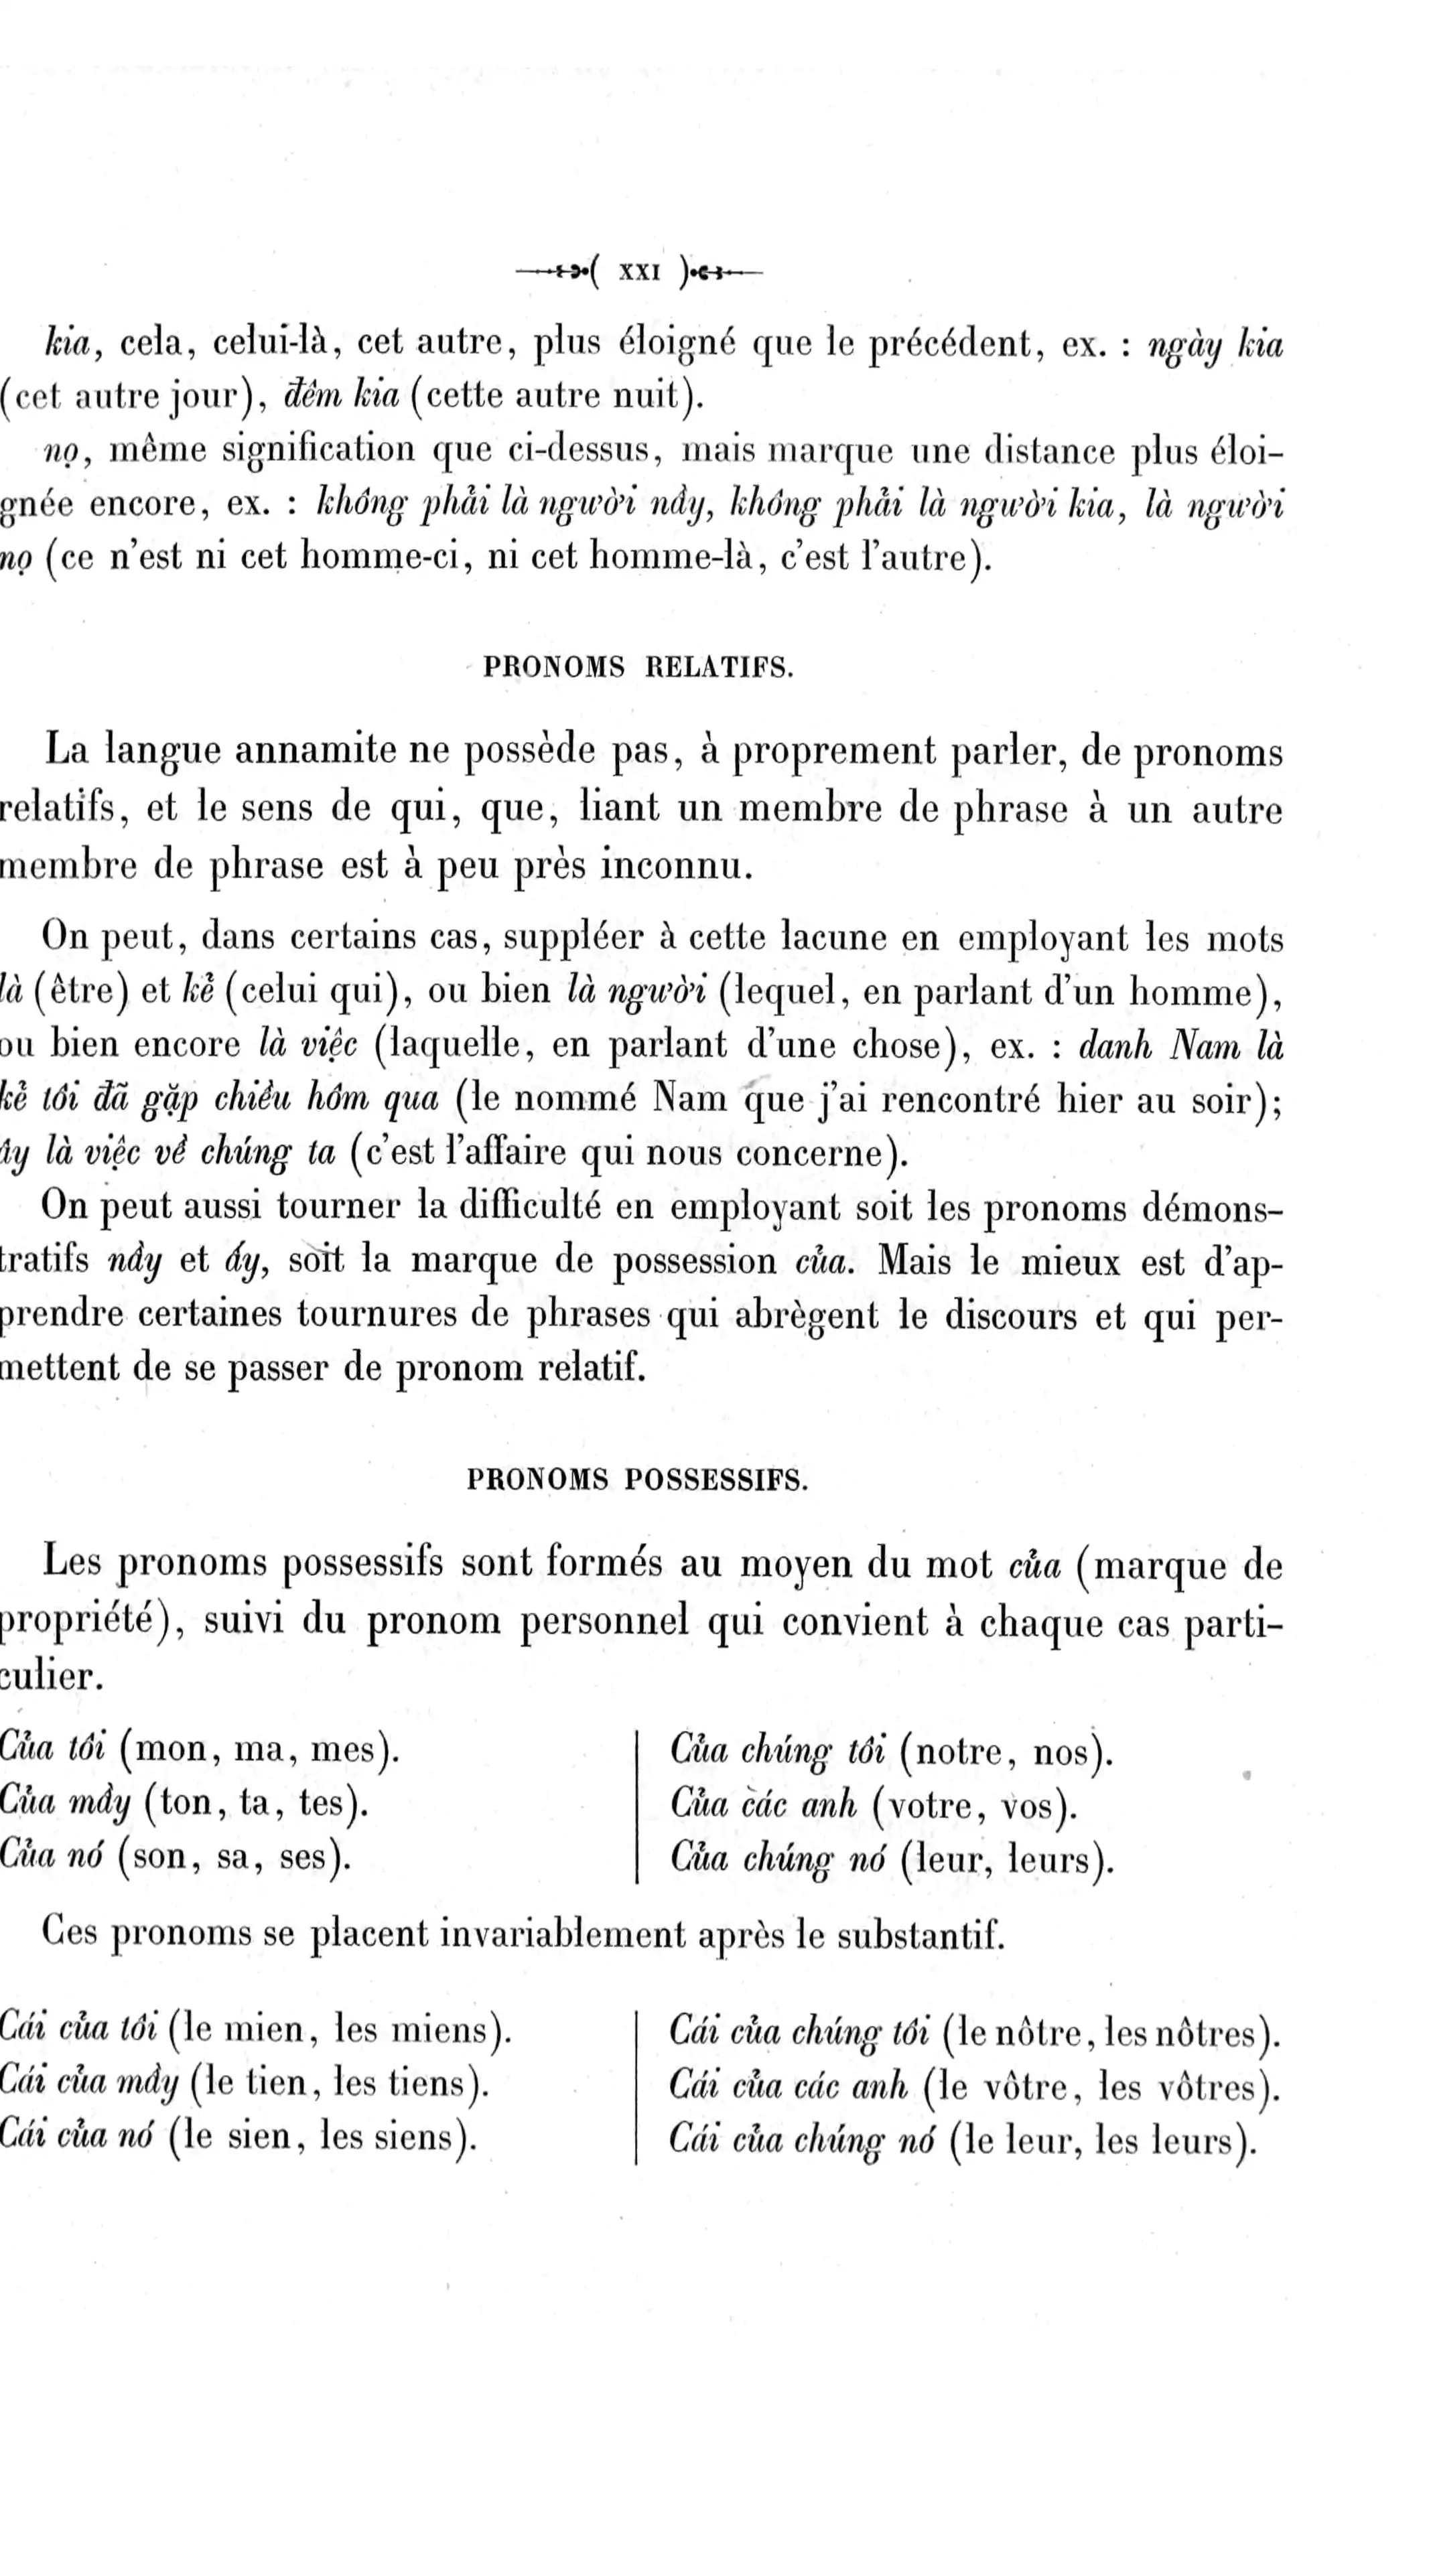 ( XXI )
kia, cela, celui-là, cet autre, plus éloigné que le précédent, ex. : ngày kia
(cet autre jour), đêm kia (cette autre nuit).
nọ, même signification que ci-dessus, mais marque une distance plus éloi-
gnée encore, ex. : không phải là người nầy, không phải là người kia, là người
nọ (ce n'est ni cet homme-ci, ni cet homme-là, c'est l'autre).
PRONOMS RELATIFS.
La langue annamite ne possède pas, à proprement parler, de pronoms
relatifs, et le sens de qui, que, liant un membre de phrase à un autre
membre de phrase est à peu près inconnu.
On peut, dans certains cas, suppléer à cette lacune en employant les mots
là (être) et kẻ (celui qui), ou bien là người (lequel, en parlant d'un homme),
ou bien encore là việc (laquelle, en parlant d'une chose), ex. : danh Nam là
kẻ tôi đã gặp chiều hôm qua (le nommé Nam que j'ai rencontré hier au soir);
ấy là việc về chúng ta (c'est l'affaire qui nous concerne).
On peut aussi tourner la difficulté en employant soit les pronoms démons-
tratifs nầy et ấy, soit la marque de possession của. Mais le mieux est d'ap-
prendre certaines tournures de phrases qui abrègent le discours et qui per-
mettent de se passer de pronom relatif.
PRONOMS POSSESSIFS.
Les pronoms possessifs sont formés au moyen du mot của (marque de
propriété), suivi du pronom personnel qui convient à chaque cas parti-
culier.
Của tôi (mon, ma, mes).
Của mầy (ton, ta, tes).
Của nó (son, sa, ses).
Của chúng tôi (notre, nos).
Của các anh (votre, vos).
Của chúng nó (leur, leurs).
Ces pronoms se placent invariablement après le substantif.
Cái của tôi (le mien, les miens).
Cái của mầy (le tien, les tiens).
Cái của nó (le sien, les siens).
Cái của chúng tôi (le nôtre, les nôtres).
Cái của các anh (le vôtre, les vôtres).
Cái của chúng nó (le leur, les leurs).